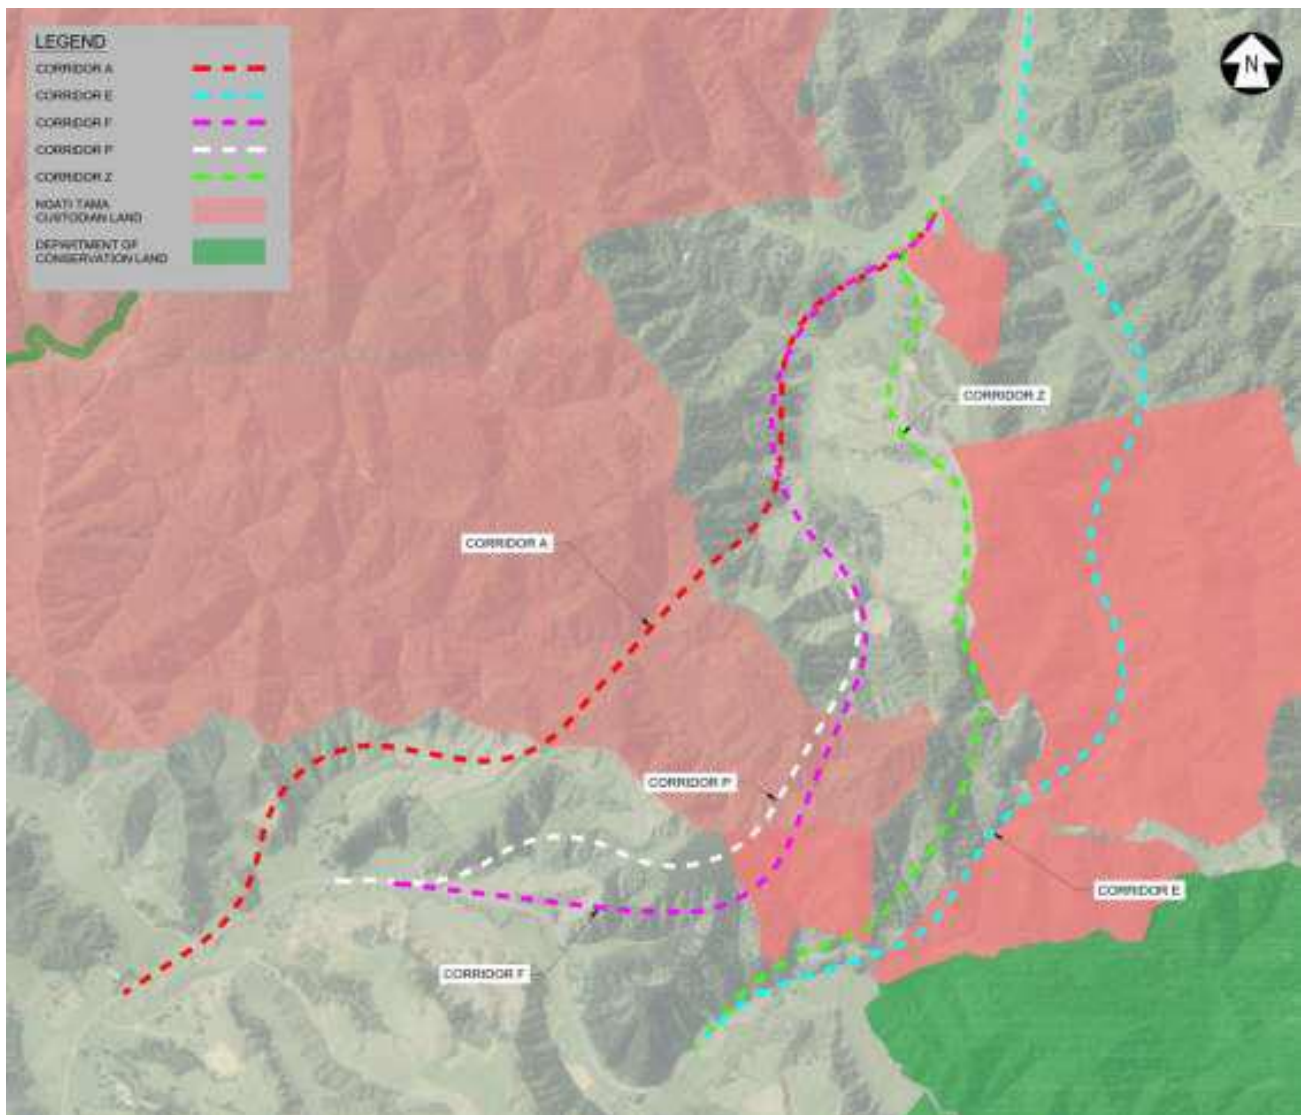 LEGEND
CORRIDOR A
CORRIDOR E
CORRIDOR F
CORRIDOR P
CORRIDOR Z
NGATI TAMA
CUSTODIAN LAND
DEPARTMENT OF
CONSERVATION LAND
N
CORRIDOR Z
CORRIDOR A
CORRIDOR P
CORRIDOR E
CORRIDOR F